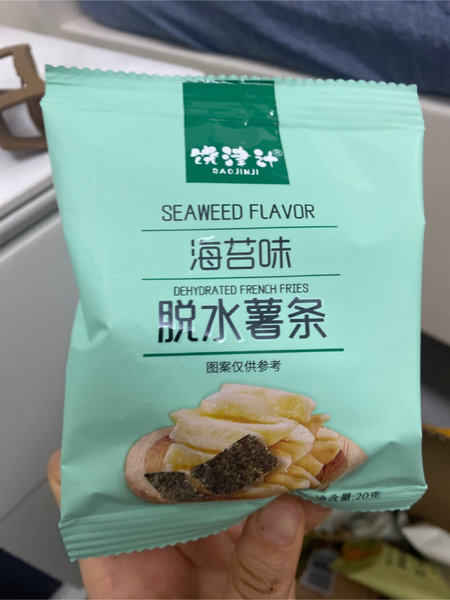 馋津计®
BAOJINJI
SEAWEED FLAVOR
海苔味
DEHYDRATED FRENCH FRIES
脱水薯条
图案仅供参考
净含量:20克